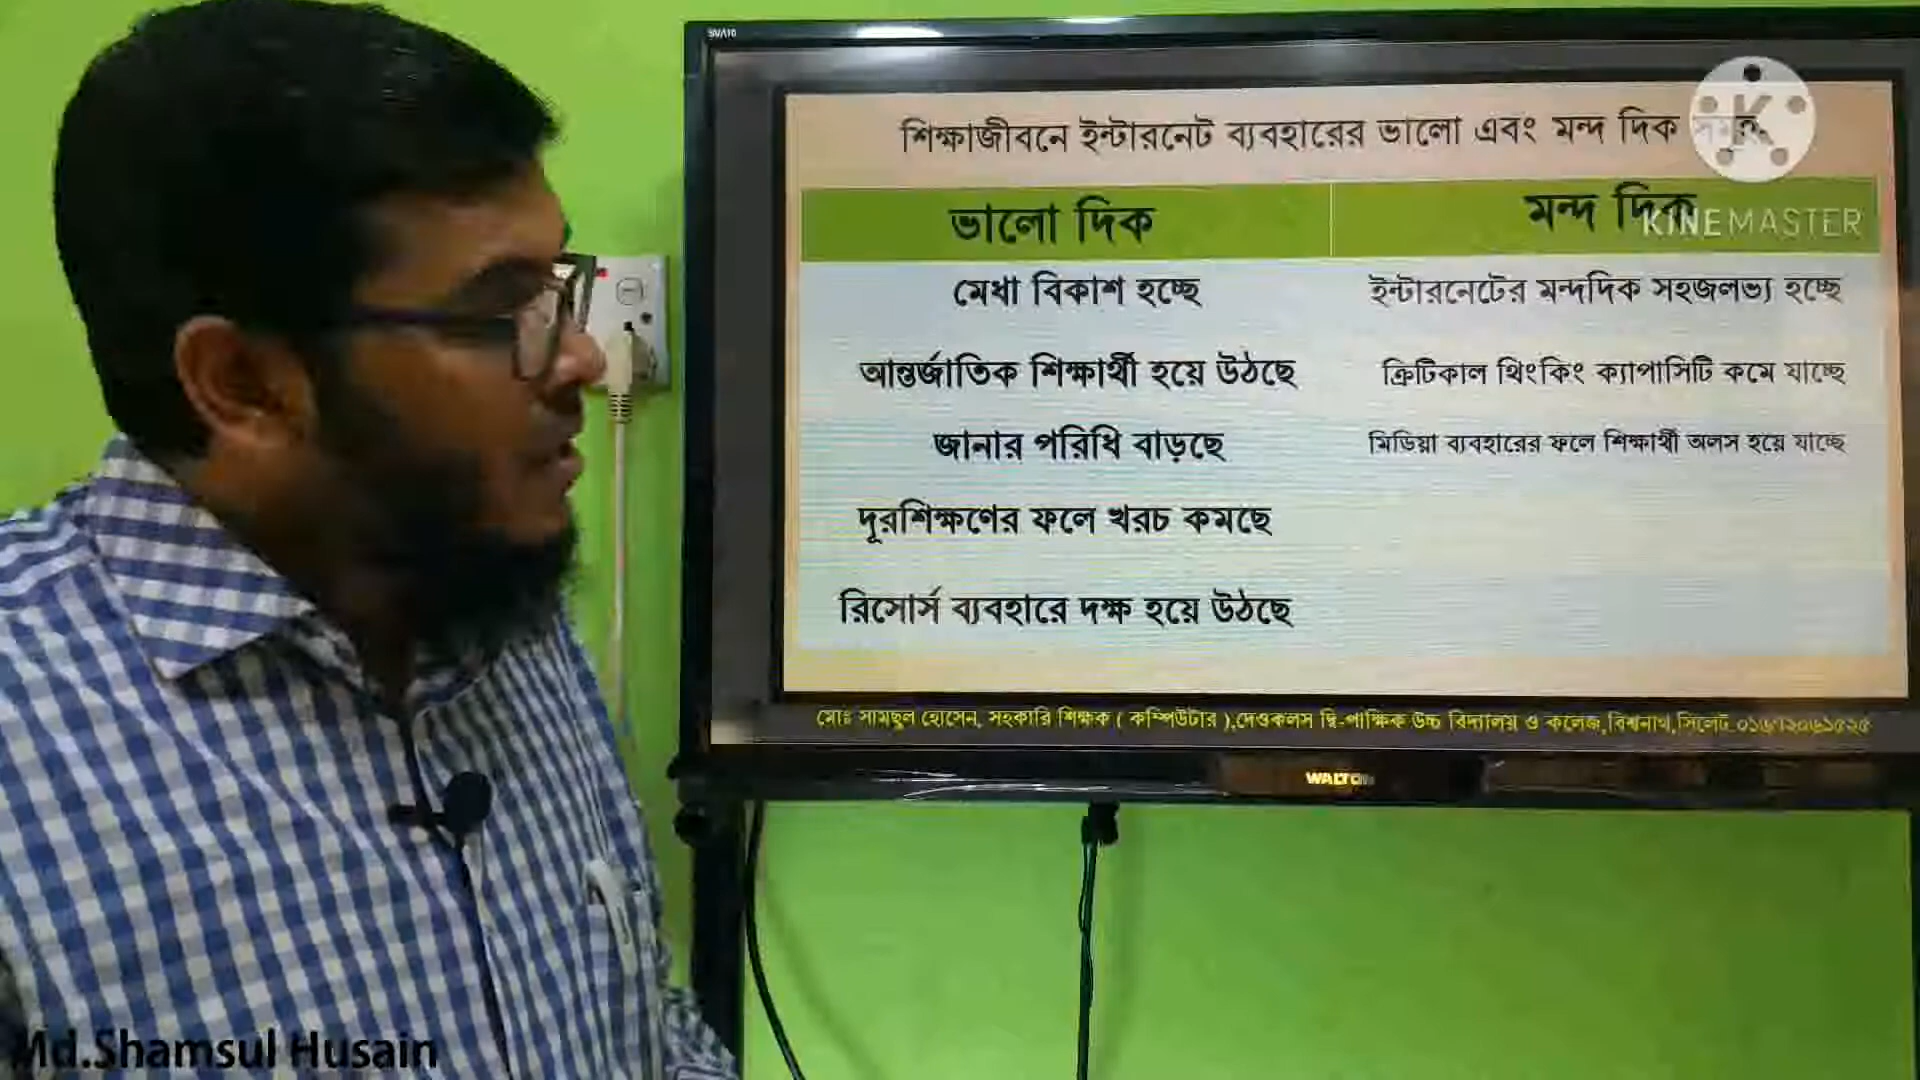 শিক্ষাজীবনে ইন্টারনেট ব্যবহারের ভালো এবং মন্দ দিক
ভালো দিক
মন্দ দিক
KINEMASTER
মেধা বিকাশ হচ্ছে
ইন্টারনেটের মন্দদিক সহজলভ্য হচ্ছে
আন্তর্জাতিক শিক্ষার্থী হয়ে উঠছে
ক্রিটিকাল থিংকিং ক্যাপাসিটি কমে যাচ্ছে
জানার পরিধি বাড়ছে
মিডিয়া ব্যবহারের ফলে শিক্ষার্থী অলস হয়ে যাচ্ছে
দূরশিক্ষণের ফলে খরচ কমছে
রিসোর্স ব্যবহারে দক্ষ হয়ে উঠছে
মোঃ সামছুল হোসেন, সহকারি শিক্ষক ( কম্পিউটার ),দেওকলস দ্বি-পাক্ষিক উচ্চ বিদ্যালয় ও কলেজ,বিশ্বনাথ,সিলেট
WALTON
Md.Shamsul Husain